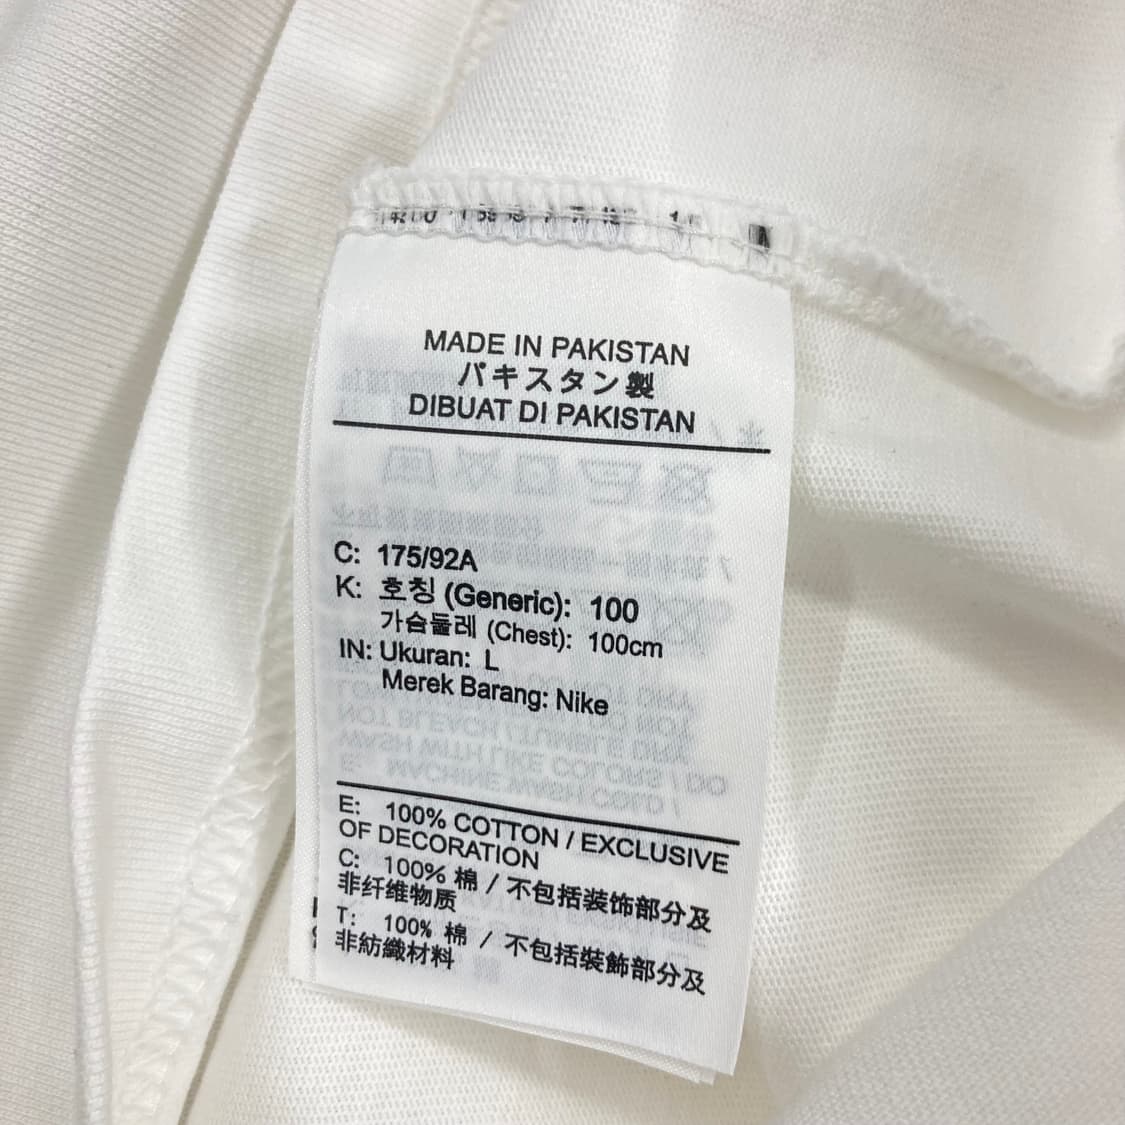 MADE IN PAKISTAN
パキスタン製
DIBUAT DI PAKISTAN
C: 175/92A
K: 호칭 (Generic): 100
가슴둘레 (Chest): 100cm
IN: Ukuran: L
Merek Barang: Nike
E: 100% COTTON / EXCLUSIVE
OF DECORATION
C: 100% 棉 / 不包括装饰部分及
非纤维物质
T: 100% 棉 / 不包括裝飾部分及
非紡織材料